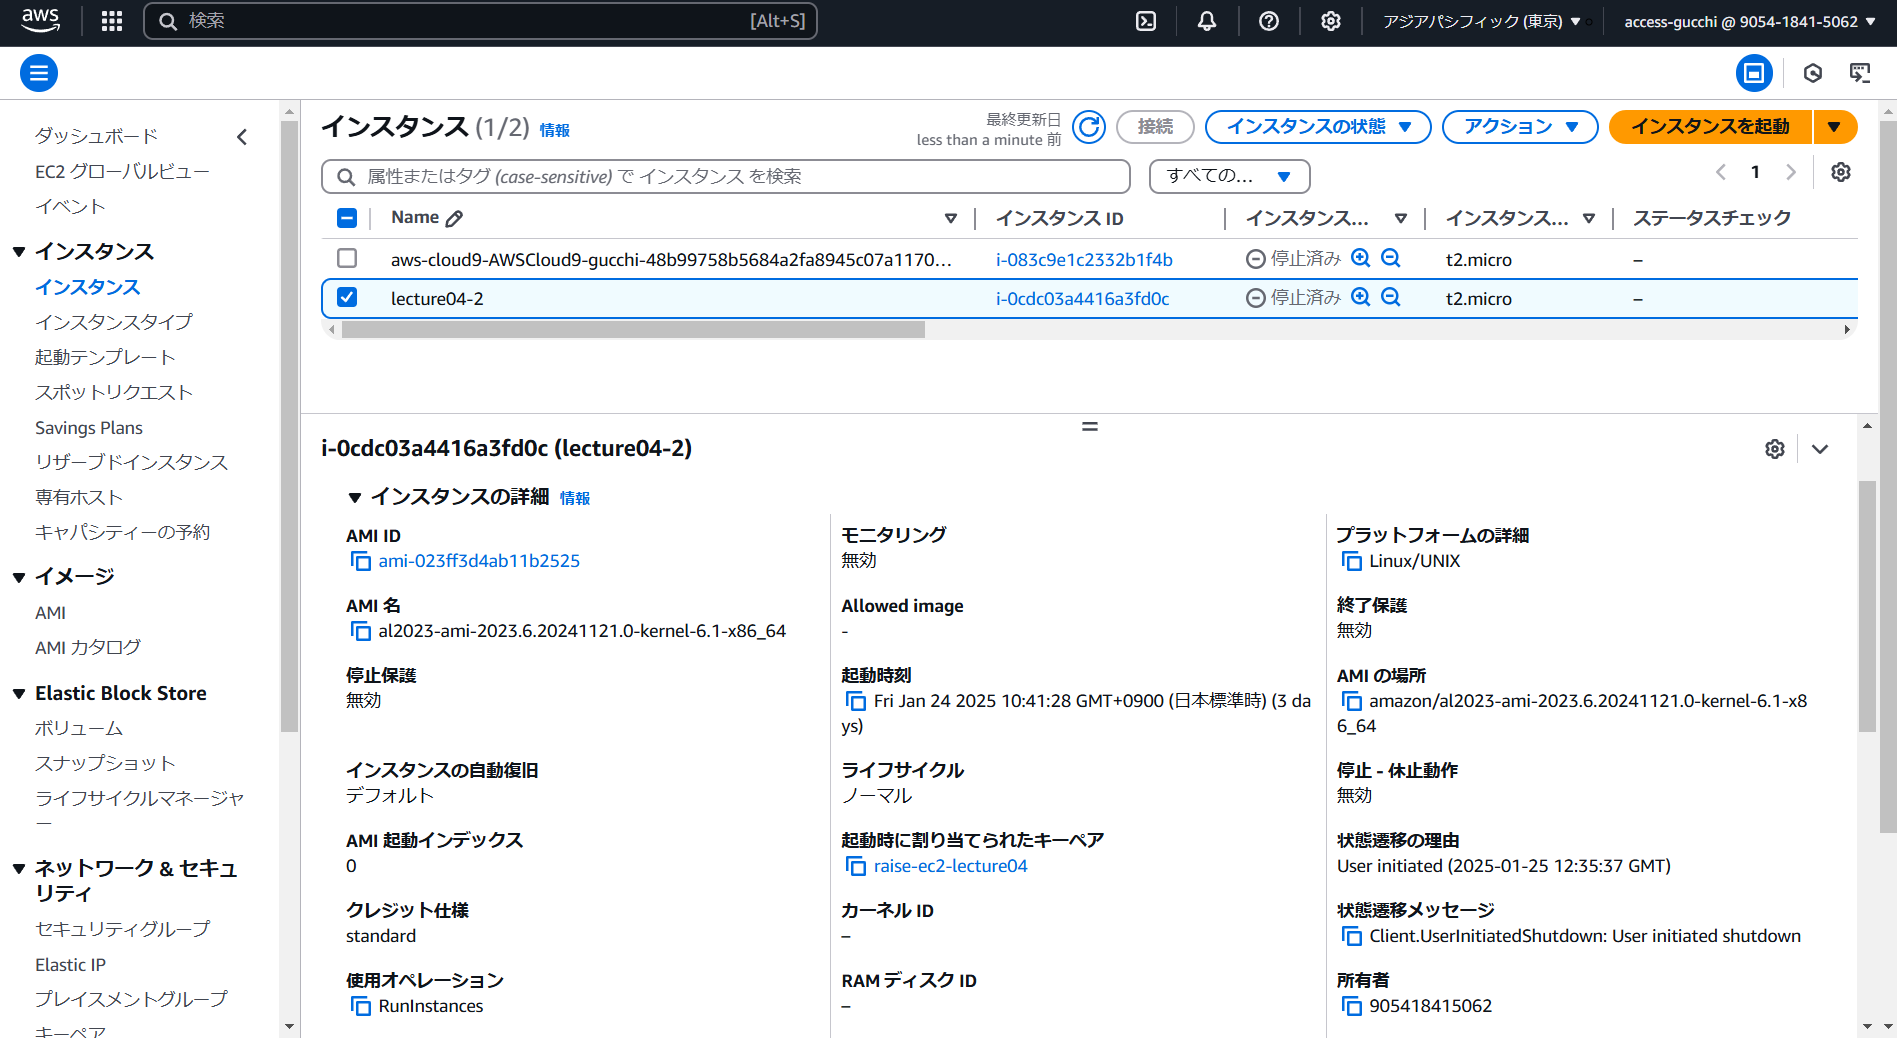 aws
検索 [Alt+S]
アジアパシフィック (東京) ▼
access-gucchi @ 9054-1841-5062 ▼
ダッシュボード
EC2 グローバルビュー
イベント
▼ インスタンス
インスタンス
インスタンスタイプ
起動テンプレート
スポットリクエスト
Savings Plans
リザーブドインスタンス
専有ホスト
キャパシティーの予約
▼ イメージ
AMI
AMI カタログ
▼ Elastic Block Store
ボリューム
スナップショット
ライフサイクルマネージャ
ー
▼ ネットワーク & セキュ
リティ
セキュリティグループ
Elastic IP
プレイスメントグループ
キーペア
インスタンス (1/2) 情報
最終更新日
less than a minute 前
接続
インスタンスの状態 ▼
アクション ▼
インスタンスを起動 ▼
属性またはタグ (case-sensitive) で インスタンス を検索
すべての... ▼
1
Name インスタンス ID インスタンス... インスタンス... ステータスチェック
aws-cloud9-AWSCloud9-gucchi-48b99758b5684a2fa8945c07a1170... i-083c9e1c2332b1f4b 停止済み t2.micro –
lecture04-2 i-0cdc03a4416a3fd0c 停止済み t2.micro –
i-0cdc03a4416a3fd0c (lecture04-2)
▼ インスタンスの詳細 情報
AMI ID
ami-023ff3d4ab11b2525
モニタリング
無効
プラットフォームの詳細
Linux/UNIX
AMI 名
al2023-ami-2023.6.20241121.0-kernel-6.1-x86_64
Allowed image
-
終了保護
無効
停止保護
無効
起動時刻
Fri Jan 24 2025 10:41:28 GMT+0900 (日本標準時) (3 da
ys)
AMI の場所
amazon/al2023-ami-2023.6.20241121.0-kernel-6.1-x8
6_64
インスタンスの自動復旧
デフォルト
ライフサイクル
ノーマル
停止 - 休止動作
無効
AMI 起動インデックス
0
起動時に割り当てられたキーペア
raise-ec2-lecture04
状態遷移の理由
User initiated (2025-01-25 12:35:37 GMT)
クレジット仕様
standard
カーネル ID
–
状態遷移メッセージ
Client.UserInitiatedShutdown: User initiated shutdown
使用オペレーション
RunInstances
RAM ディスク ID
–
所有者
905418415062